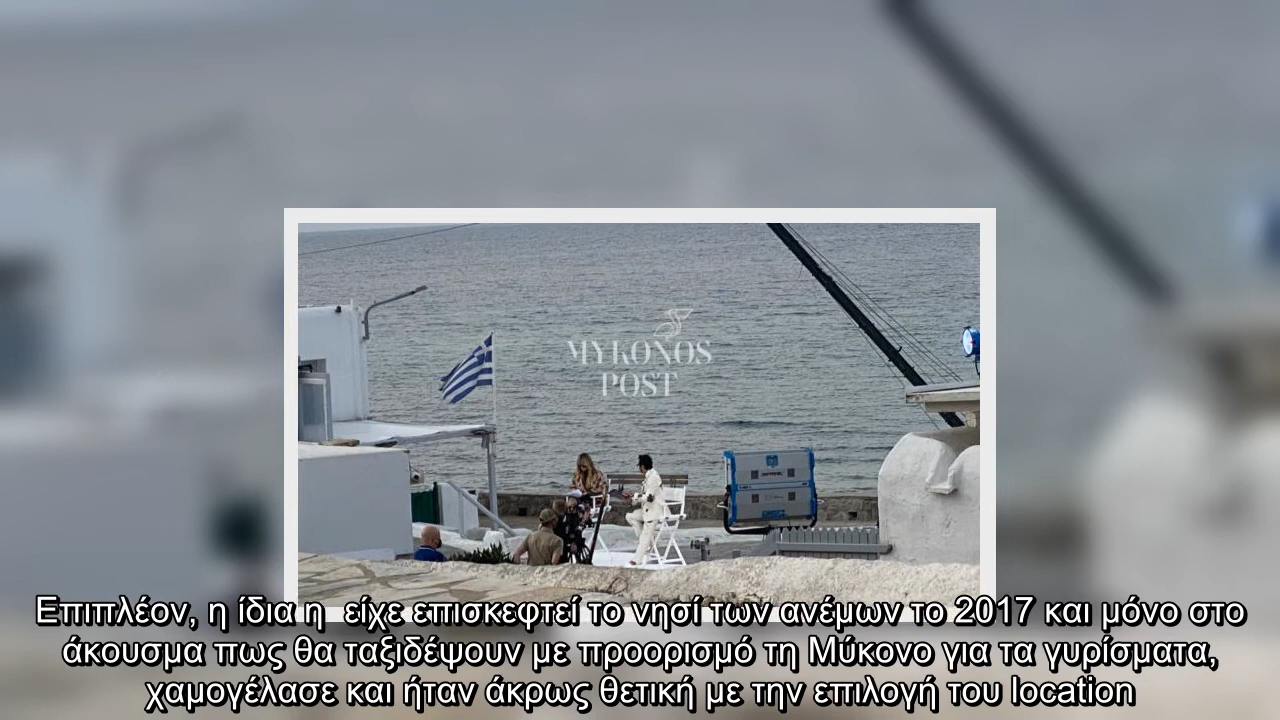 MYKONOS
POST
Επιπλέον, η ίδια η είχε επισκεφτεί το νησί των ανέμων το 2017 και μόνο στο
άκουσμα πως θα ταξιδέψουν με προορισμό τη Μύκονο για τα γυρίσματα,
χαμογέλασε και ήταν άκρως θετική με την επιλογή του location